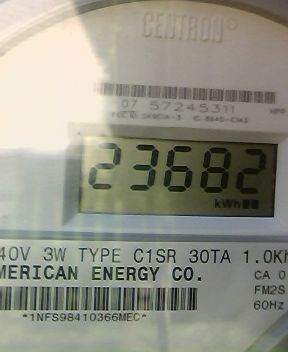 CENTRON®
07 57245311
23682
kWh
40V 3W TYPE C1SR 30TA 1.0Kh
MERICAN ENERGY CO.
CA 0
FM2S
60Hz
*1NFS98410366MEC*